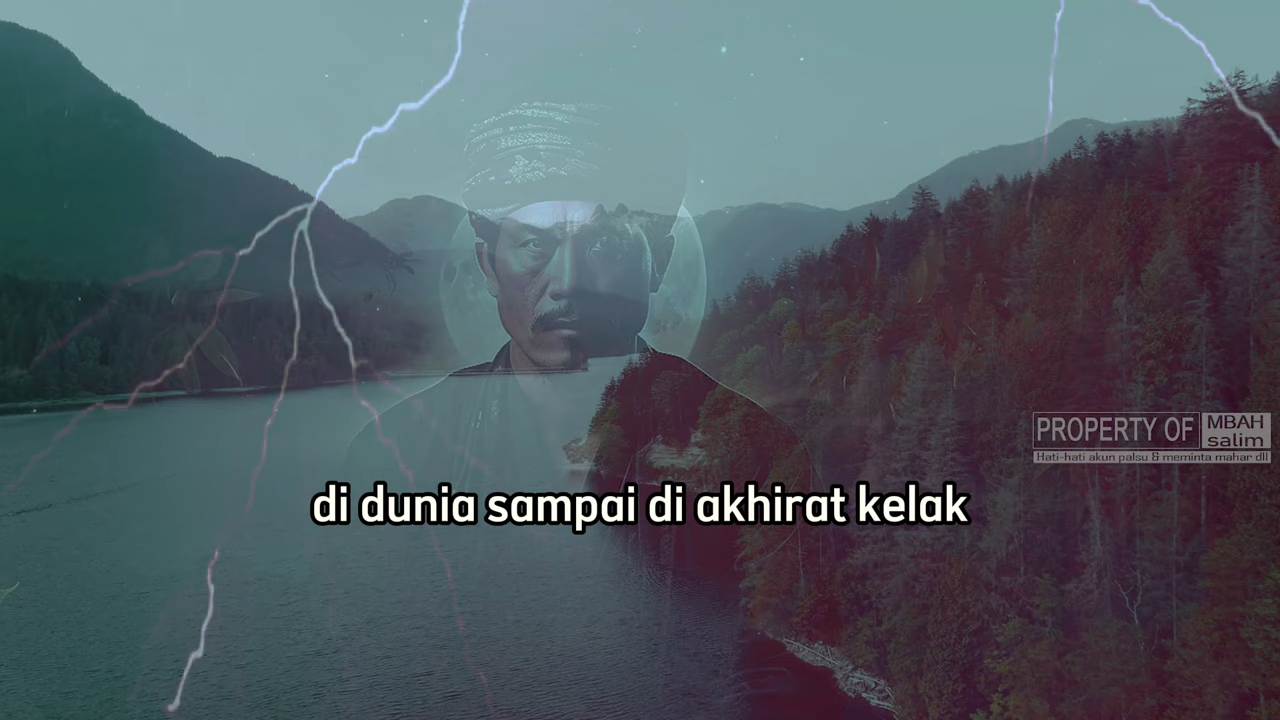 PROPERTY OF MBAH salim
Hati-hati akun palsu & meminta mahar dll
di dunia sampai di akhirat kelak